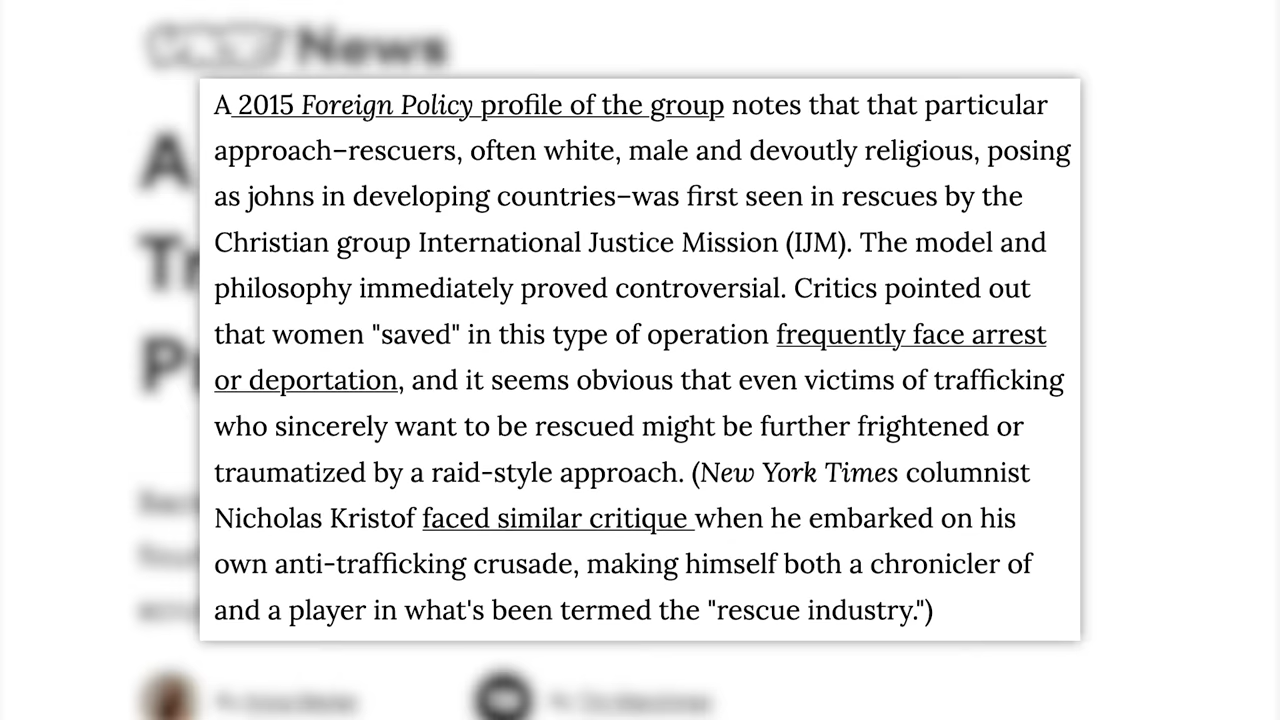 News
A 2015 Foreign Policy profile of the group notes that that particular
approach–rescuers, often white, male and devoutly religious, posing
as johns in developing countries–was first seen in rescues by the
Christian group International Justice Mission (IJM). The model and
philosophy immediately proved controversial. Critics pointed out
that women "saved" in this type of operation frequently face arrest
or deportation, and it seems obvious that even victims of trafficking
who sincerely want to be rescued might be further frightened or
traumatized by a raid-style approach. (New York Times columnist
Nicholas Kristof faced similar critique when he embarked on his
own anti-trafficking crusade, making himself both a chronicler of
and a player in what's been termed the "rescue industry.")